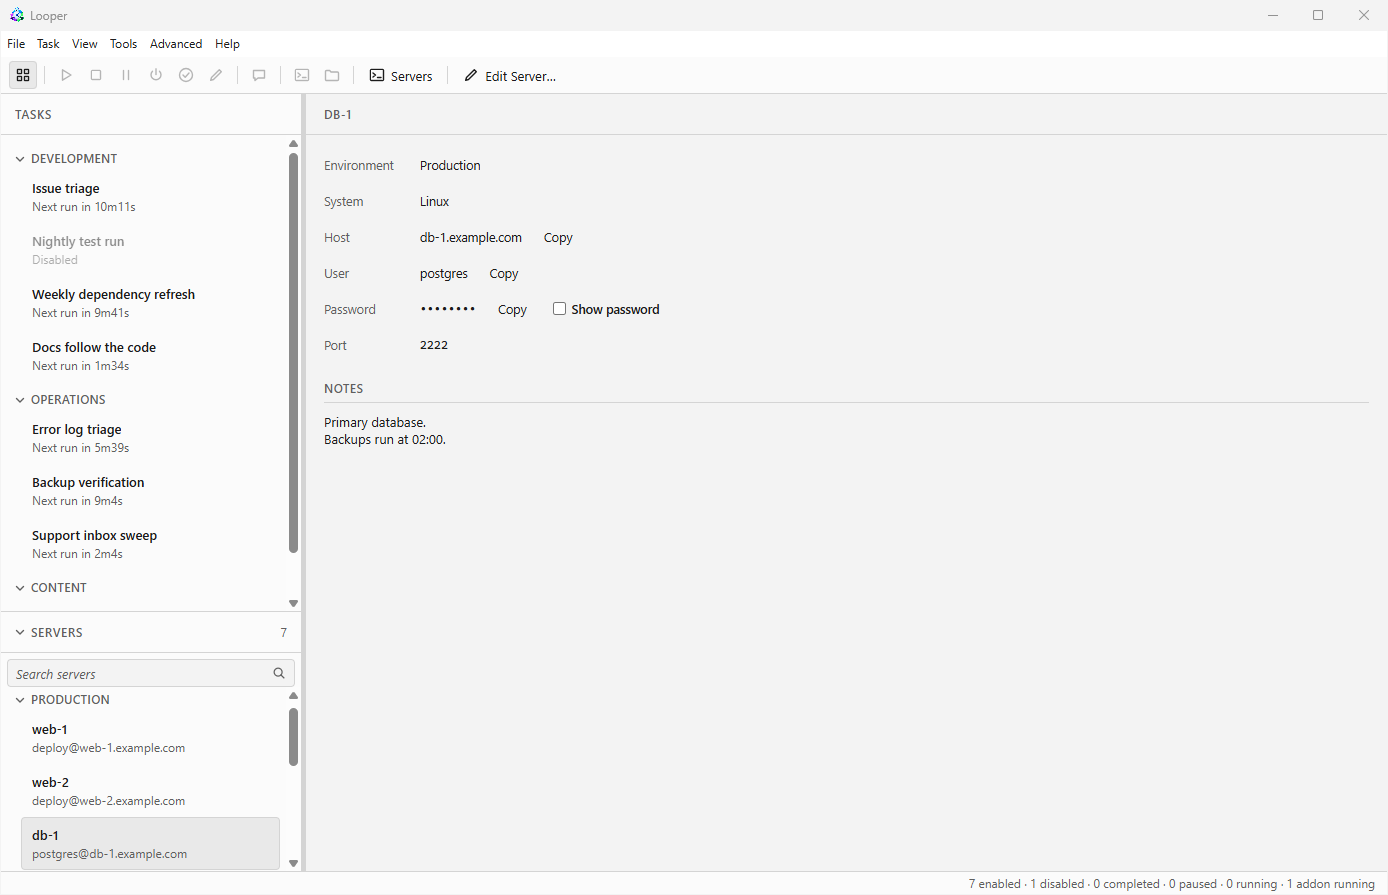 Looper
File Task View Tools Advanced Help
Servers Edit Server...
TASKS
DEVELOPMENT
Issue triage
Next run in 10m11s
Nightly test run
Disabled
Weekly dependency refresh
Next run in 9m41s
Docs follow the code
Next run in 1m34s
OPERATIONS
Error log triage
Next run in 5m39s
Backup verification
Next run in 9m4s
Support inbox sweep
Next run in 2m4s
CONTENT
SERVERS 7
Search servers
PRODUCTION
web-1
deploy@web-1.example.com
web-2
deploy@web-2.example.com
db-1
postgres@db-1.example.com
DB-1
Environment Production
System Linux
Host db-1.example.com Copy
User postgres Copy
Password •••••••• Copy Show password
Port 2222
NOTES
Primary database.
Backups run at 02:00.
7 enabled · 1 disabled · 0 completed · 0 paused · 0 running · 1 addon running